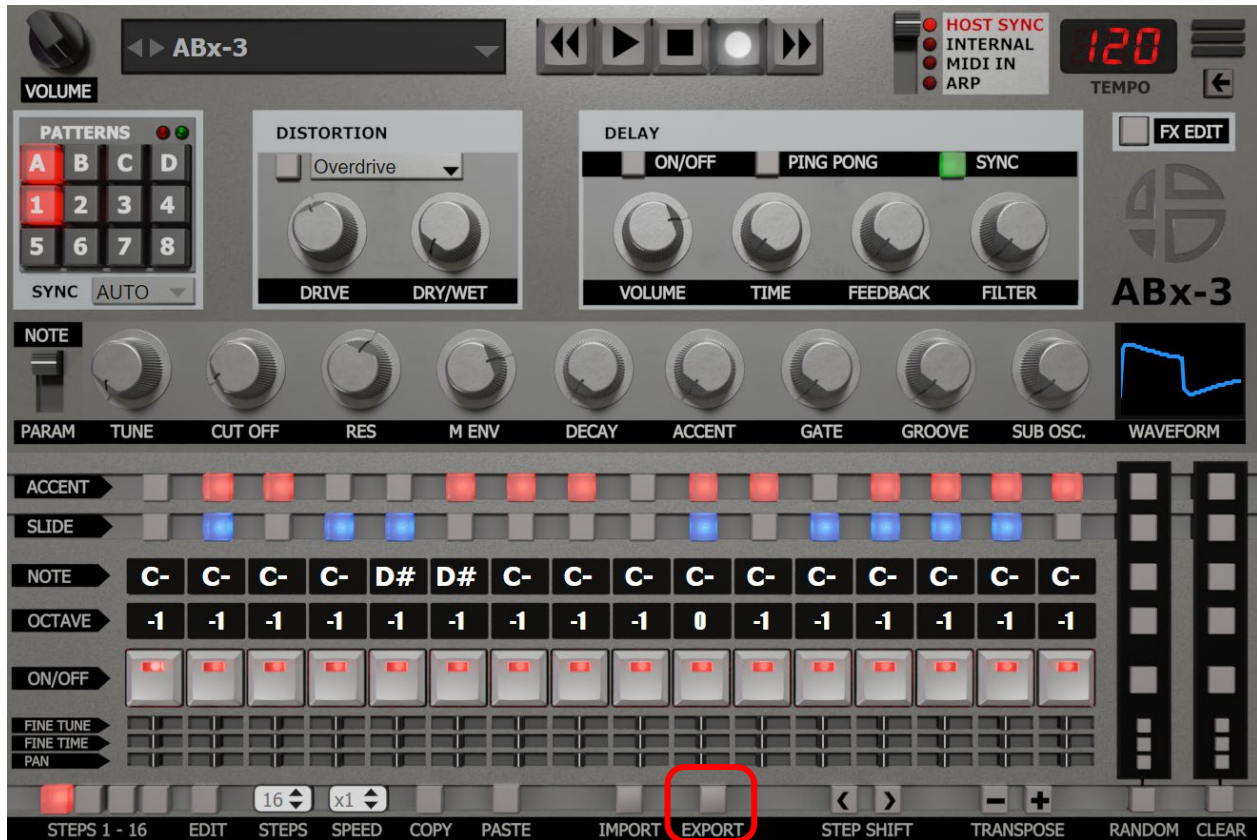 ABx-3
HOST SYNC
INTERNAL
MIDI IN
ARP
120
TEMPO
VOLUME
PATTERNS
A B C D
1 2 3 4
5 6 7 8
SYNC AUTO
DISTORTION
Overdrive
DRIVE DRY/WET
DELAY
ON/OFF PING PONG SYNC
VOLUME TIME FEEDBACK FILTER
FX EDIT
ABx-3
NOTE
PARAM TUNE CUT OFF RES M ENV DECAY ACCENT GATE GROOVE SUB OSC. WAVEFORM
ACCENT
SLIDE
NOTE C- C- C- C- D# D# C- C- C- C- C- C- C- C- C- C-
OCTAVE -1 -1 -1 -1 -1 -1 -1 -1 -1 0 -1 -1 -1 -1 -1 -1
ON/OFF
FINE TUNE
FINE TIME
PAN
16 x1 < > - +
STEPS 1 - 16 EDIT STEPS SPEED COPY PASTE IMPORT EXPORT STEP SHIFT TRANSPOSE RANDOM CLEAR